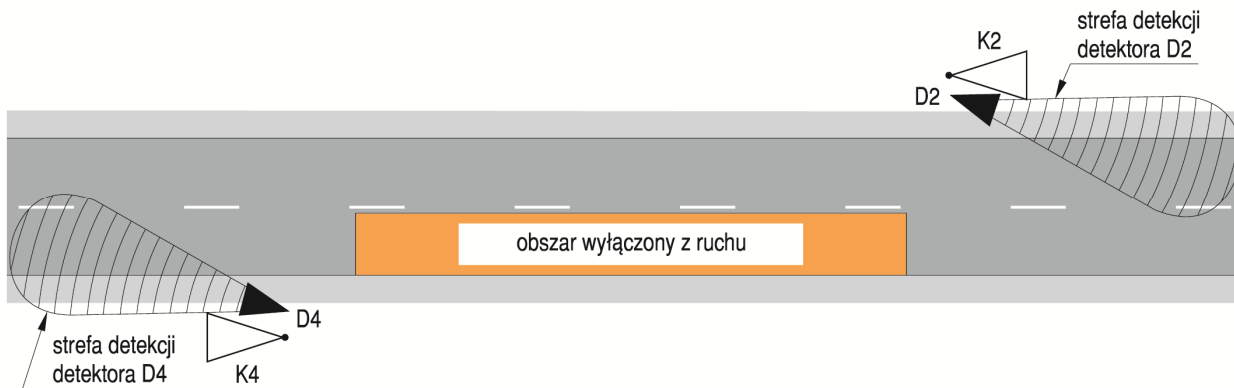 K2
strefa detekcji
detektora D2
D2
obszar wyłączony z ruchu
D4
strefa detekcji
detektora D4
K4